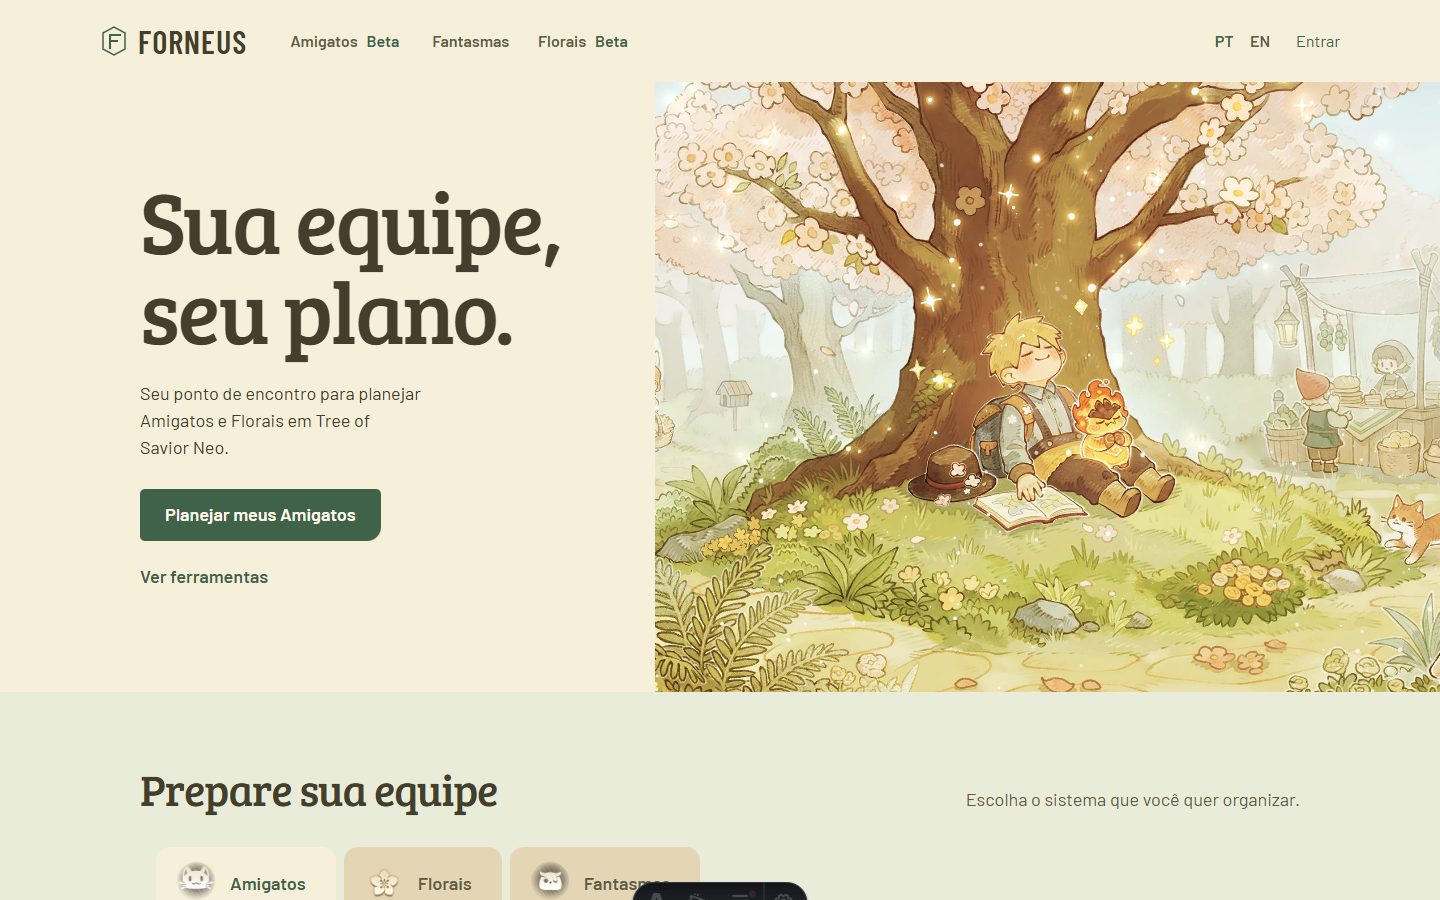 FORNEUS
Amigatos Beta
Fantasmas
Florais Beta
PT EN Entrar
Sua equipe,
seu plano.
Seu ponto de encontro para planejar
Amigatos e Florais em Tree of
Savior Neo.
Planejar meus Amigatos
Ver ferramentas
Prepare sua equipe
Escolha o sistema que você quer organizar.
Amigatos
Florais
Fantasmas